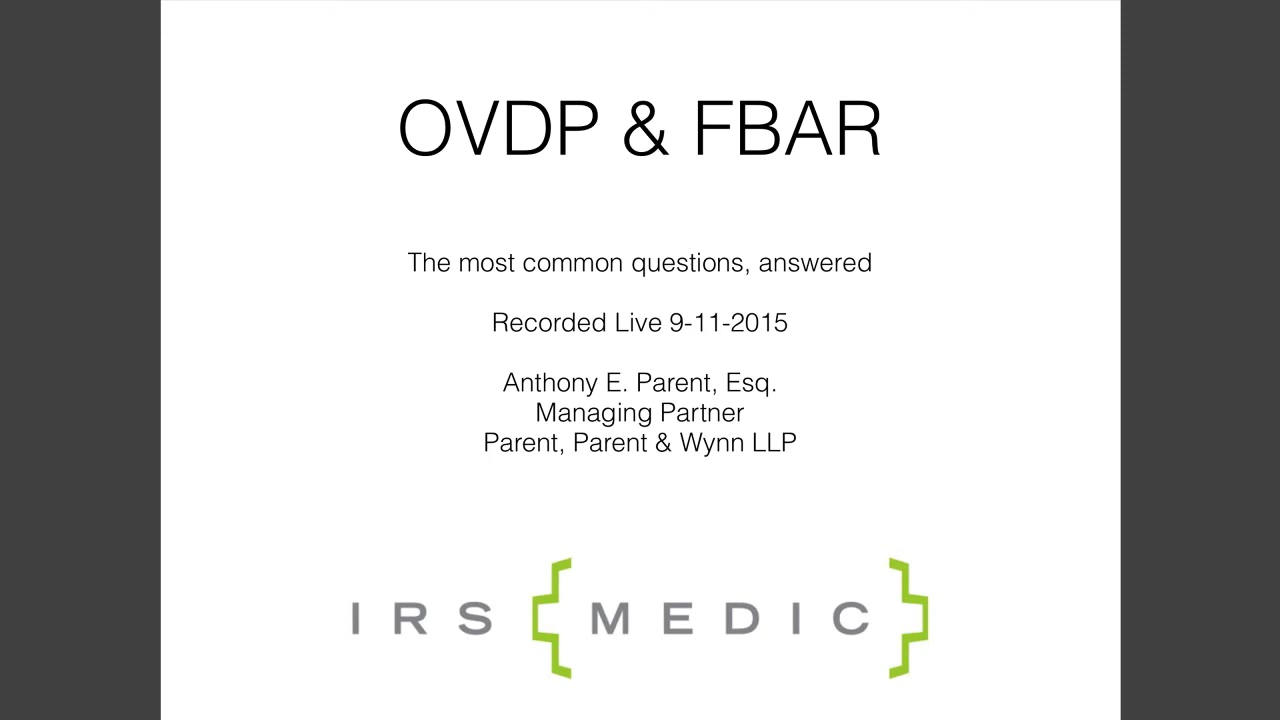 OVDP & FBAR
The most common questions, answered
Recorded Live 9-11-2015
Anthony E. Parent, Esq.
Managing Partner
Parent, Parent & Wynn LLP
IRS{MEDIC}